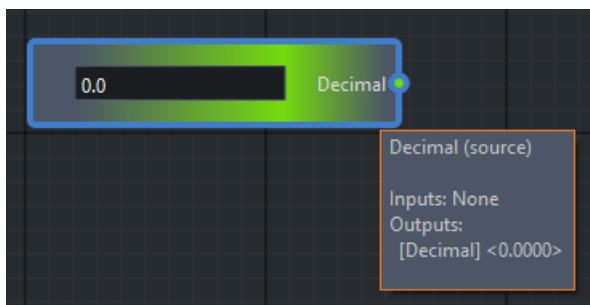 0.0 Decimal
Decimal (source)
Inputs: None
Outputs:
[Decimal] <0.0000>